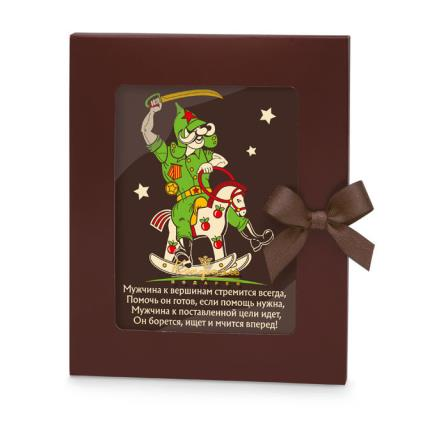 ПОДАРКИ
Мужчина к вершинам стремится всегда,
Помочь он готов, если помощь нужна,
Мужчина к поставленной цели идет,
Он борется, ищет и мчится вперед!